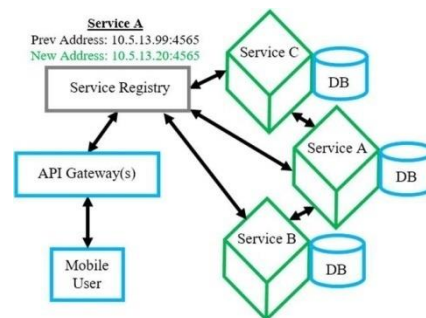 Service A
Prev Address: 10.5.13.99:4565
New Address: 10.5.13.20:4565
Service Registry
Service C
DB
API Gateway(s)
Service A
DB
Mobile
User
Service B
DB